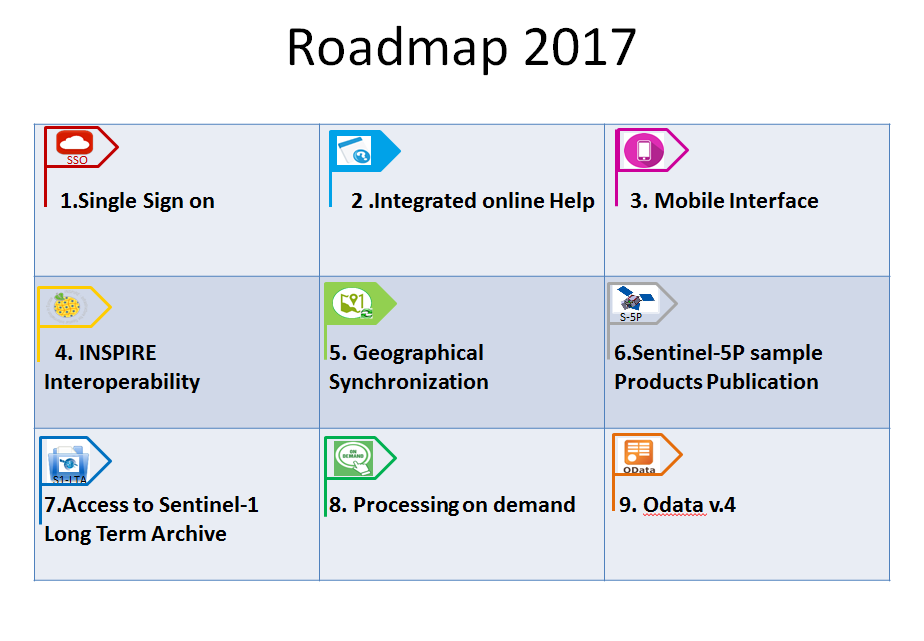 Roadmap 2017
SSO
1.Single Sign on
2 .Integrated online Help
3. Mobile Interface
4. INSPIRE
Interoperability
5. Geographical
Synchronization
S-5P
6.Sentinel-5P sample
Products Publication
S1-LTA
7.Access to Sentinel-1
Long Term Archive
ON
DEMAND
8. Processing on demand
OData
9. Odata v.4